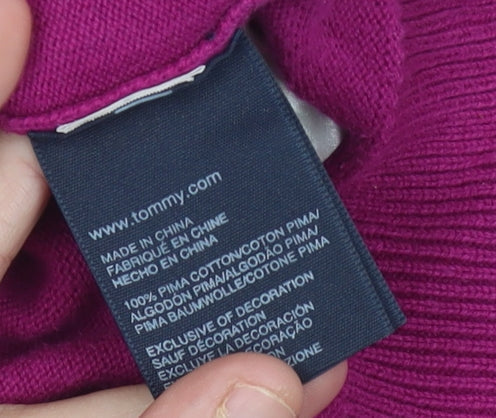 www.tommy.com
MADE IN CHINA
FABRIQUÉ EN CHINE
HECHO EN CHINA
100% PIMA COTTON/COTON PIMA/
ALGODÓN PIMA/ALGODÃO PIMA/
PIMA BAUMWOLLE/COTONE PIMA
EXCLUSIVE OF DECORATION
SAUF DÉCORATION
EXCLUYE LA DECORACIÓN